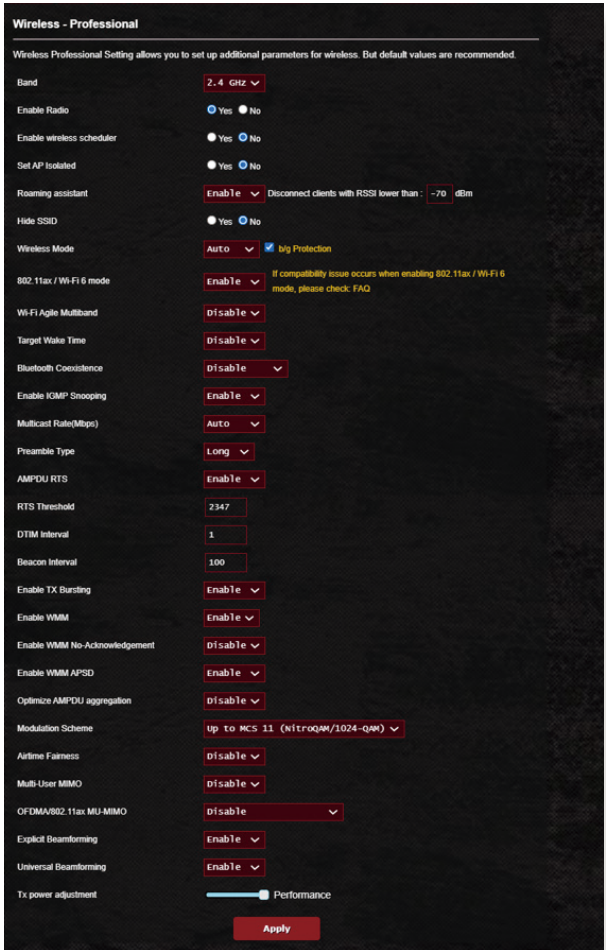 Wireless - Professional
Wireless Professional Setting allows you to set up additional parameters for wireless. But default values are recommended.
Band 2.4 GHz
Enable Radio Yes No
Enable wireless scheduler Yes No
Set AP Isolated Yes No
Roaming assistant Enable Disconnect clients with RSSI lower than : -70 dBm
Hide SSID Yes No
Wireless Mode Auto b/g Protection
802.11ax / Wi-Fi 6 mode Enable If compatibility issue occurs when enabling 802.11ax / Wi-Fi 6
mode, please check: FAQ
Wi-Fi Agile Multiband Disable
Target Wake Time Disable
Bluetooth Coexistence Disable
Enable IGMP Snooping Enable
Multicast Rate(Mbps) Auto
Preamble Type Long
AMPDU RTS Enable
RTS Threshold 2347
DTIM Interval 1
Beacon Interval 100
Enable TX Bursting Enable
Enable WMM Enable
Enable WMM No-Acknowledgement Disable
Enable WMM APSD Enable
Optimize AMPDU aggregation Disable
Modulation Scheme Up to MCS 11 (NitroQAM/1024-QAM)
Airtime Fairness Disable
Multi-User MIMO Disable
OFDMA/802.11ax MU-MIMO Disable
Explicit Beamforming Enable
Universal Beamforming Enable
Tx power adjustment Performance
Apply